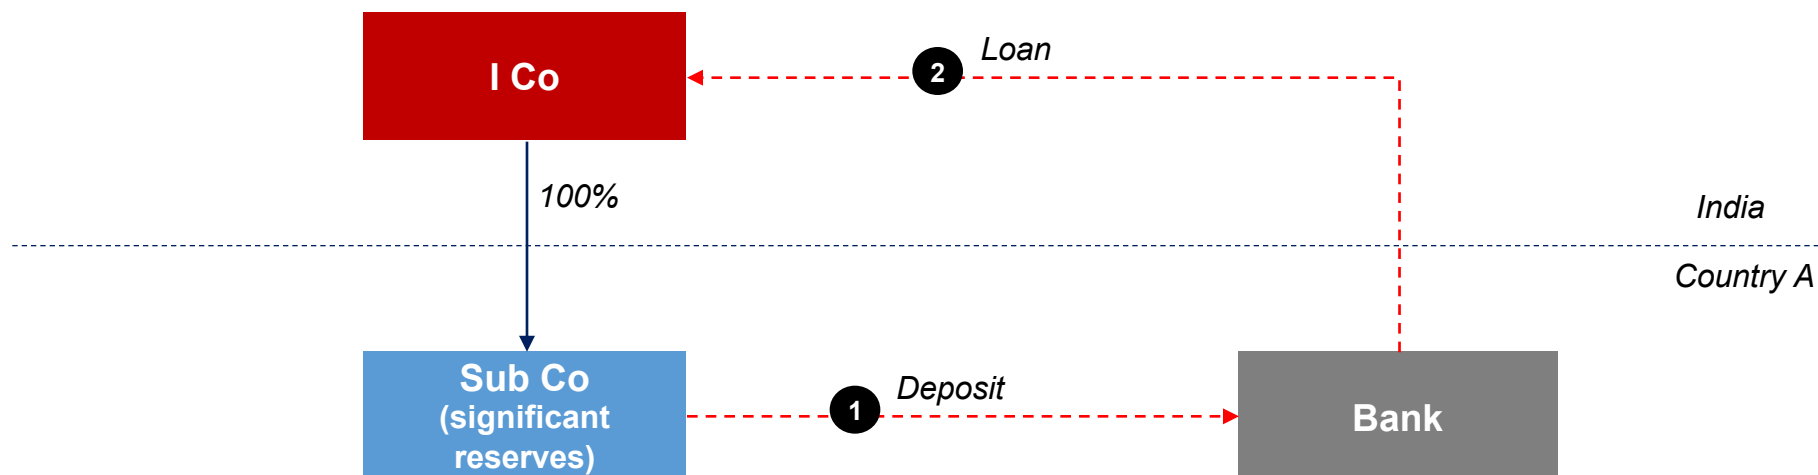 I Co
2
Loan
100%
India
Country A
Sub Co
(significant
reserves)
1
Deposit
Bank